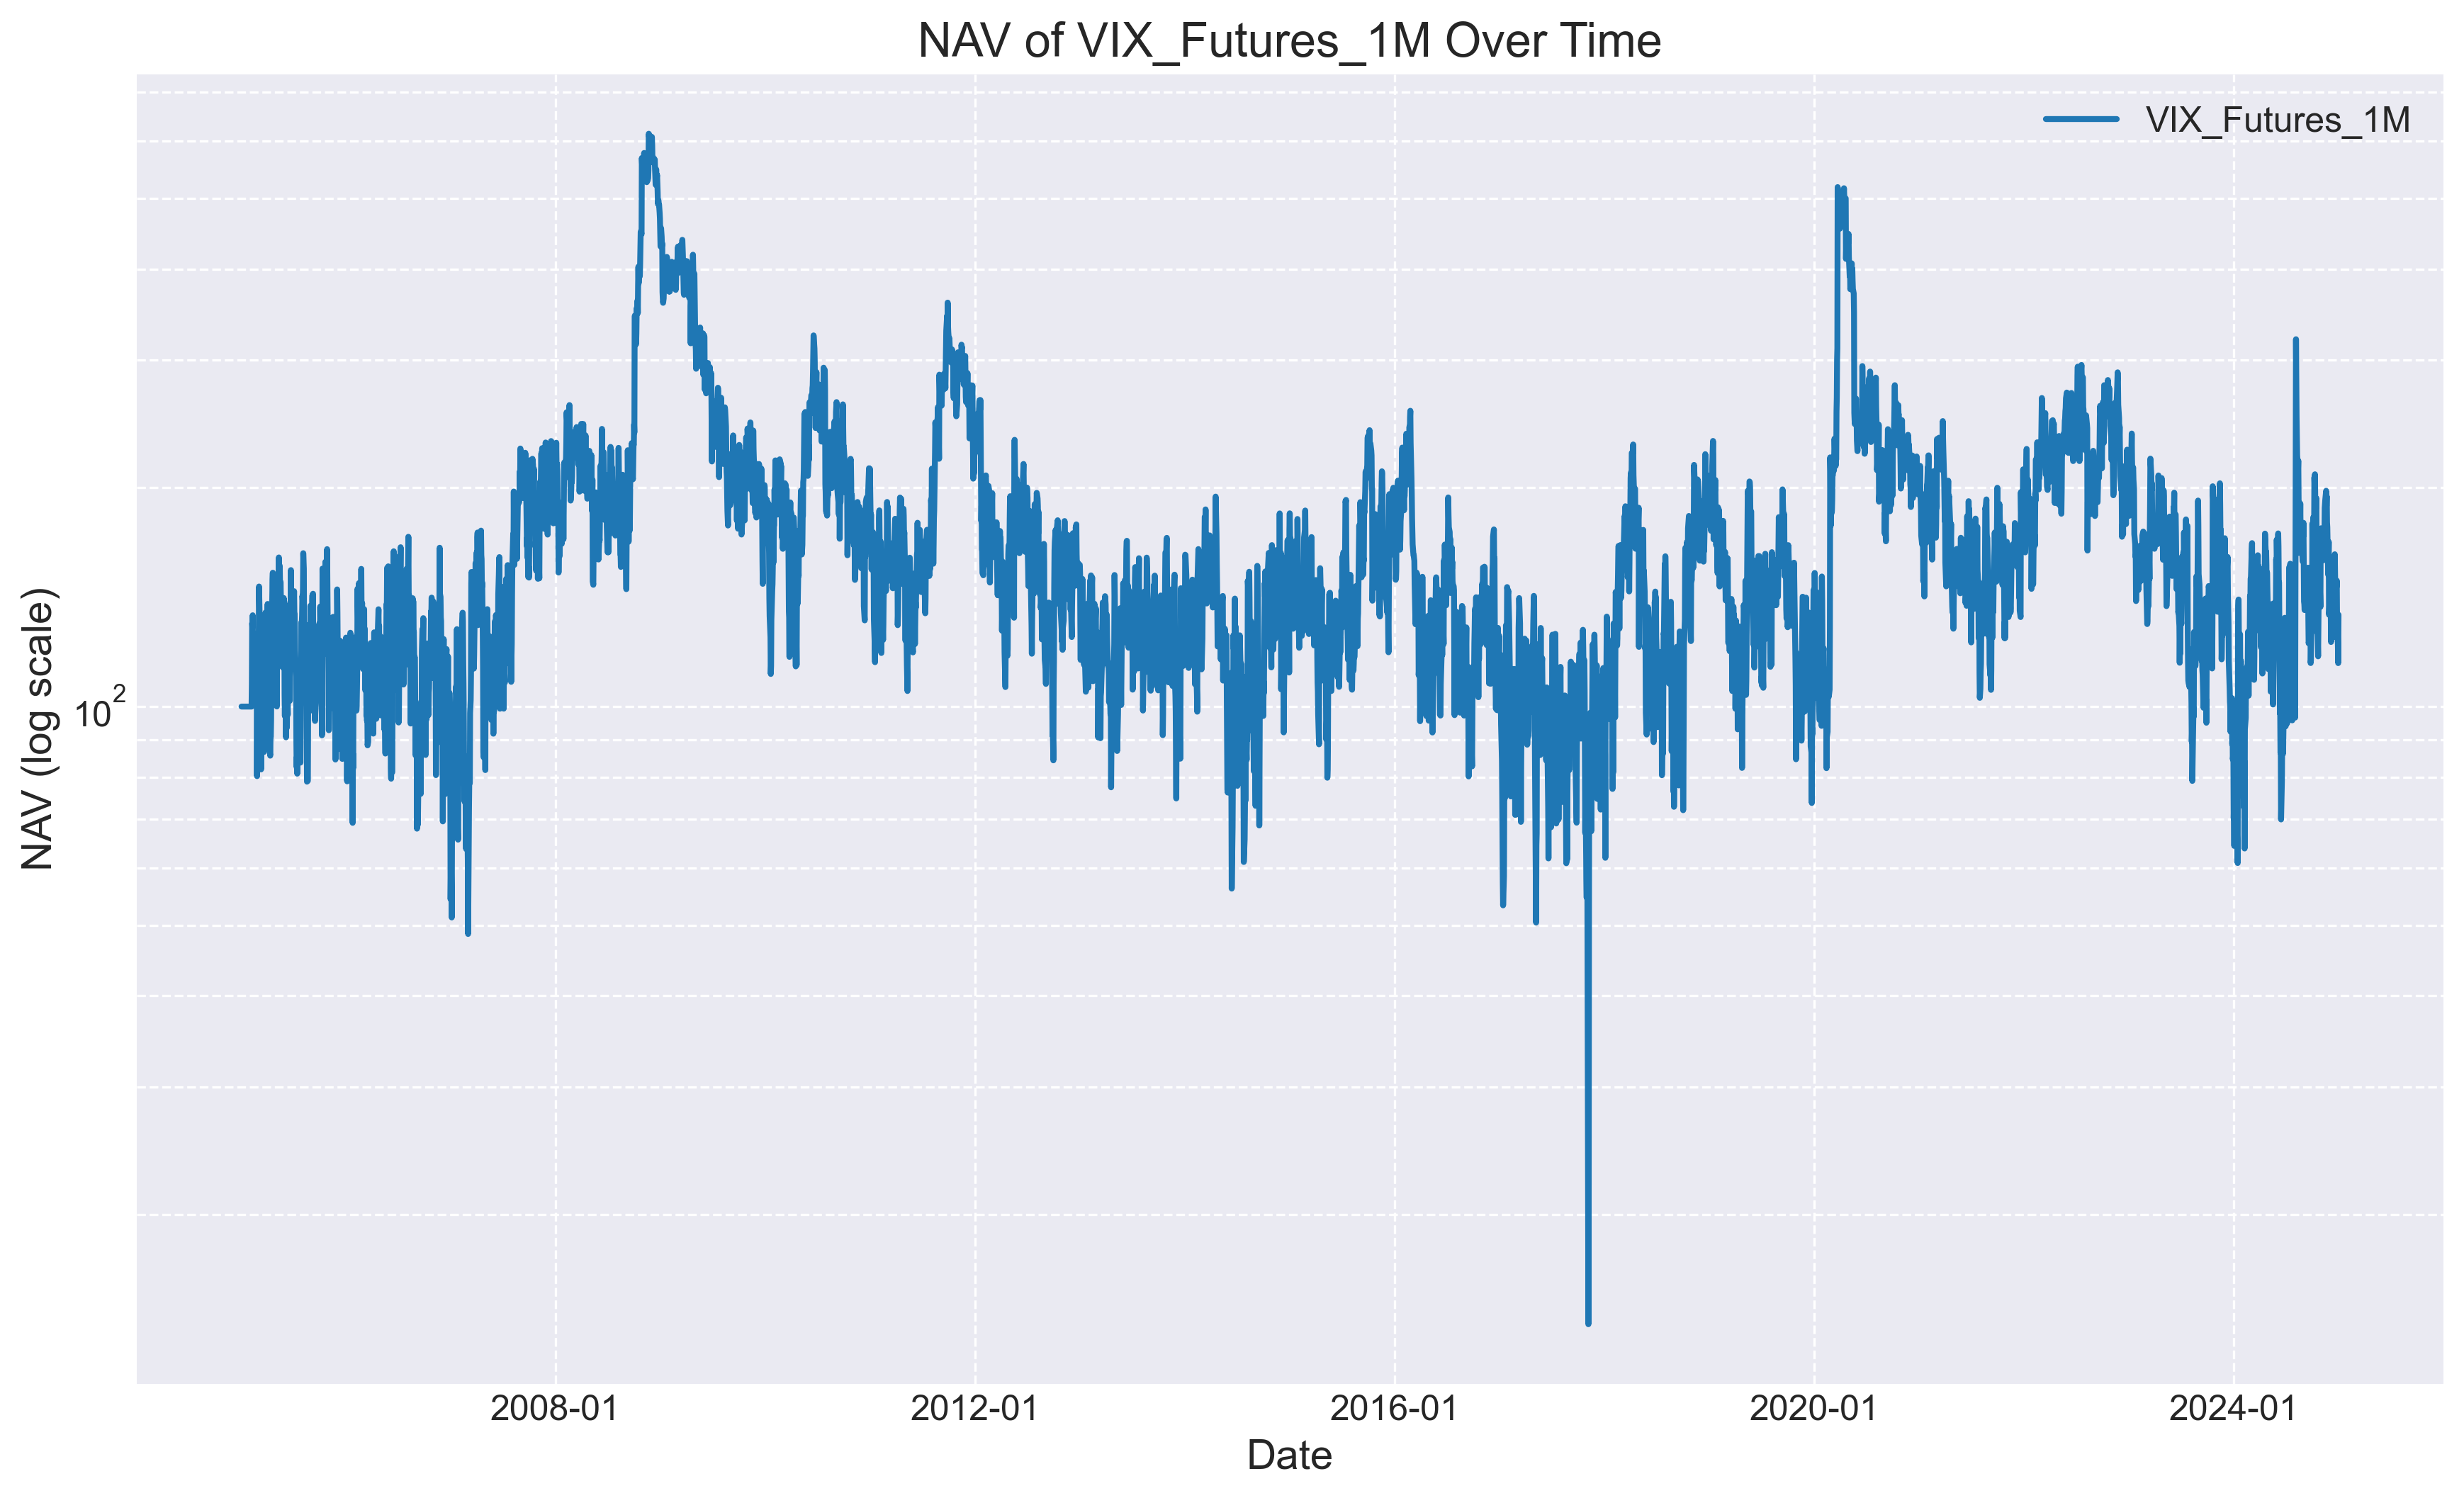 NAV of VIX_Futures_1M Over Time
VIX_Futures_1M
NAV (log scale)
10²
2008-01 2012-01 2016-01 2020-01 2024-01
Date